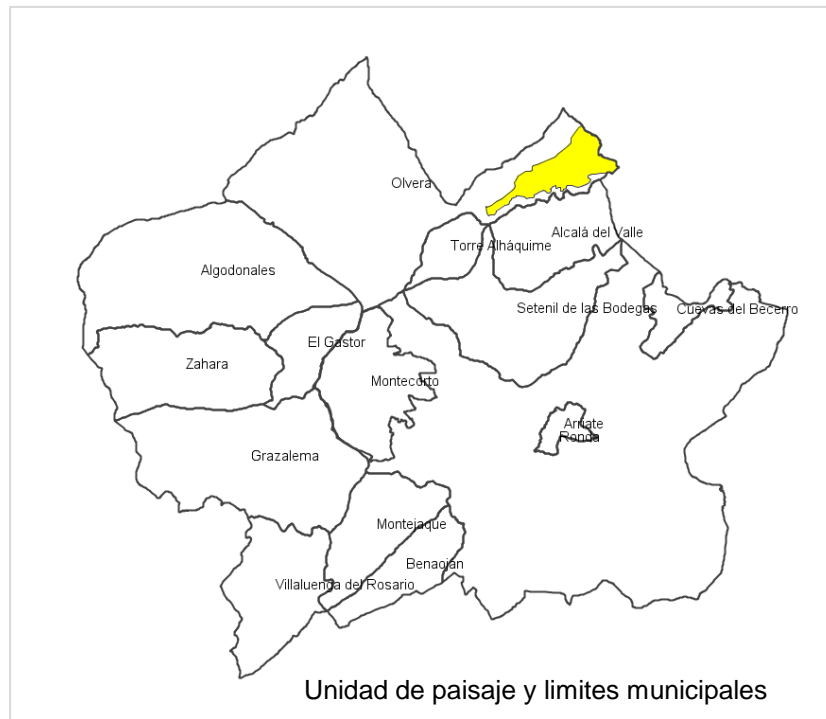 Olvera
Torre Alháquime
Alcalá del Valle
Algodonales
Setenil de las Bodegas
Cuevas del Becerro
El Gastor
Zahara
Montecorto
Arriate
Ronda
Grazalema
Montejaque
Benaoján
Villaluenga del Rosario
Unidad de paisaje y limites municipales